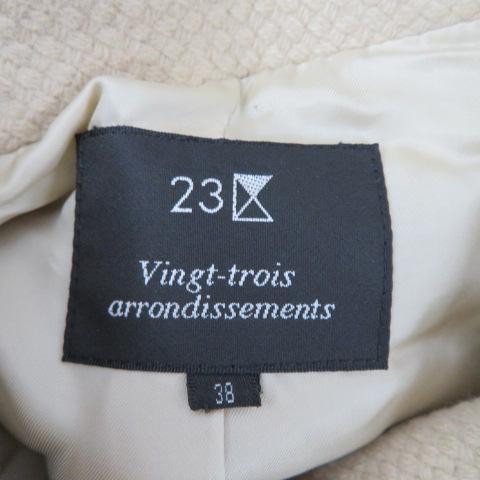 23区
Vingt-trois
arrondissements
38